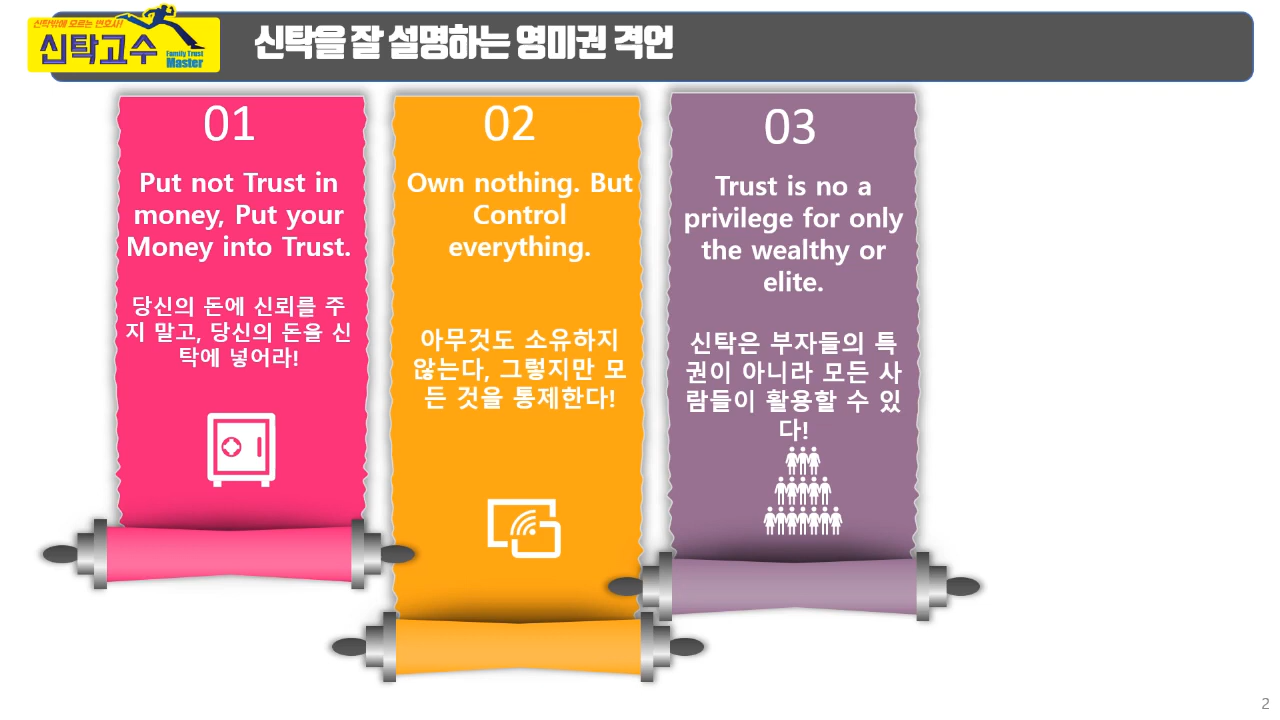 신탁밖에 모르는 변호사!
신탁고수
Family Trust
Master
신탁을 잘 설명하는 영미권 격언
01
Put not Trust in
money, Put your
Money into Trust.
당신의 돈에 신뢰를 주
지 말고, 당신의 돈을 신
탁에 넣어라!
02
Own nothing. But
Control
everything.
아무것도 소유하지
않는다, 그렇지만 모
든 것을 통제한다!
03
Trust is no a
privilege for only
the wealthy or
elite.
신탁은 부자들의 특
권이 아니라 모든 사
람들이 활용할 수 있
다!
2